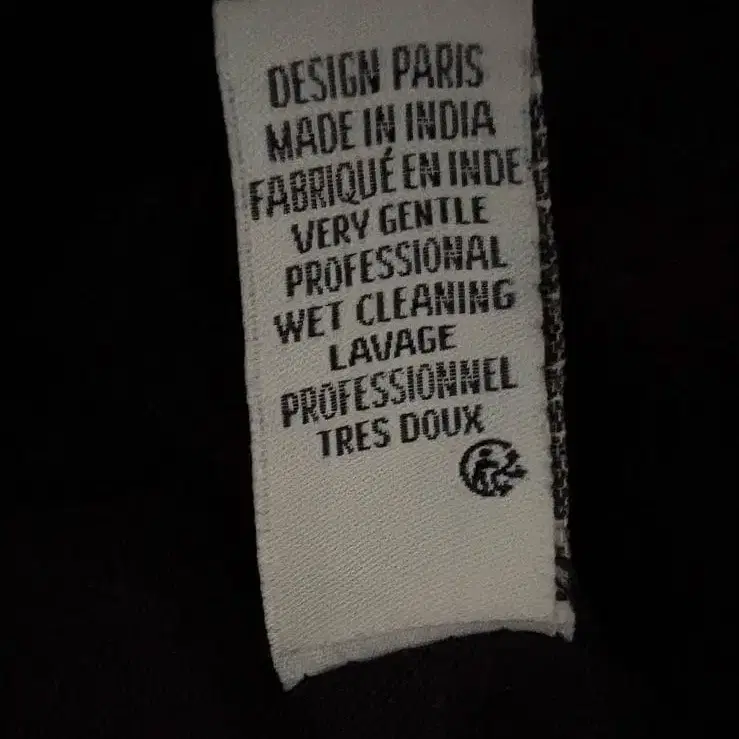 DESIGN PARIS
MADE IN INDIA
FABRIQUÉ EN INDE
VERY GENTLE
PROFESSIONAL
WET CLEANING
LAVAGE
PROFESSIONNEL
TRES DOUX